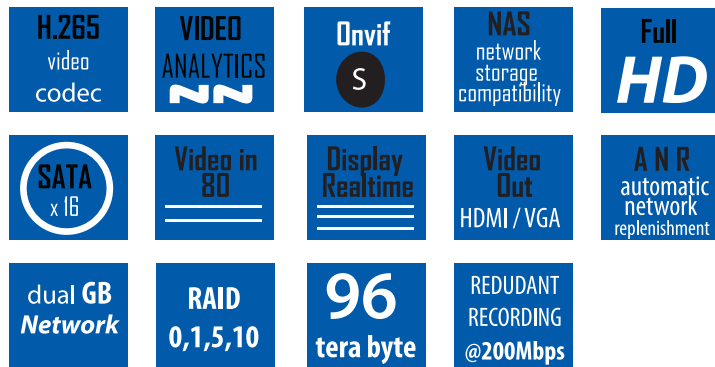 H.265
video
codec
VIDEO
ANALYTICS
NN
Onvif
S
NAS
network
storage
compatibility
Full
HD
SATA
x 16
Video in
80
Display
Realtime
Video
Out
HDMI / VGA
A N R
automatic
network
replenishment
dual GB
Network
RAID
0,1,5,10
96
tera byte
REDUDANT
RECORDING
@200Mbps